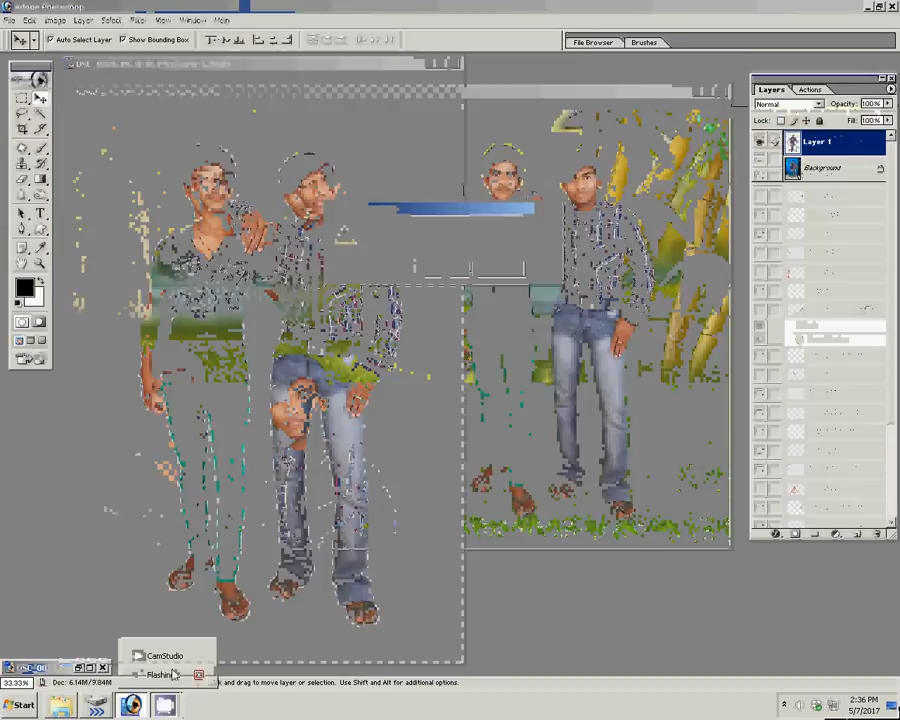 Adobe Photoshop
File Edit Image Layer Select View Window Help
Auto Select Layer Show Bounding Box
File Browser Brushes
Layers Actions
Normal Opacity: 100%
Lock: Fill: 100%
Layer 1
Background
CamStudio
33.33% Doc: 6.14M/9.84M and drag to move layer or selection. Use Shift and Alt for additional options.
Start
2:36 PM
5/7/2017